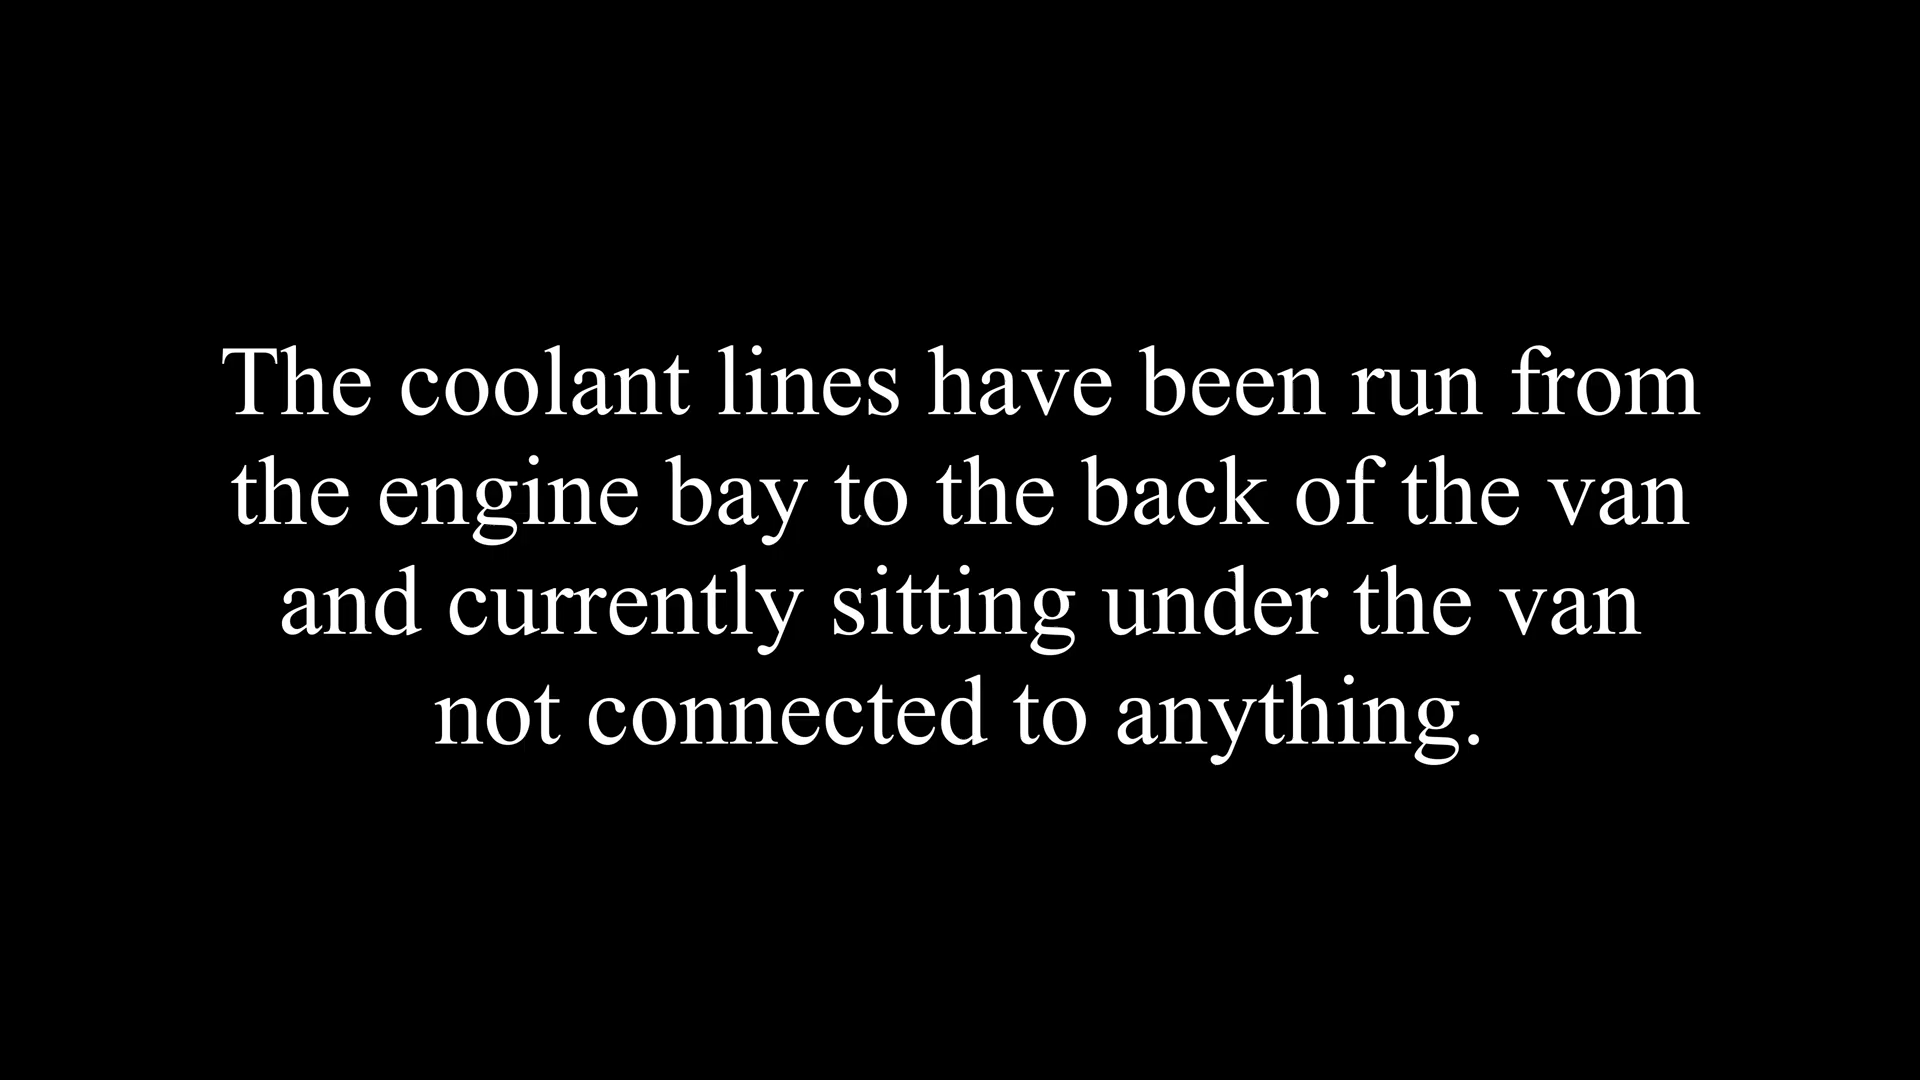 The coolant lines have been run from
the engine bay to the back of the van
and currently sitting under the van
not connected to anything.